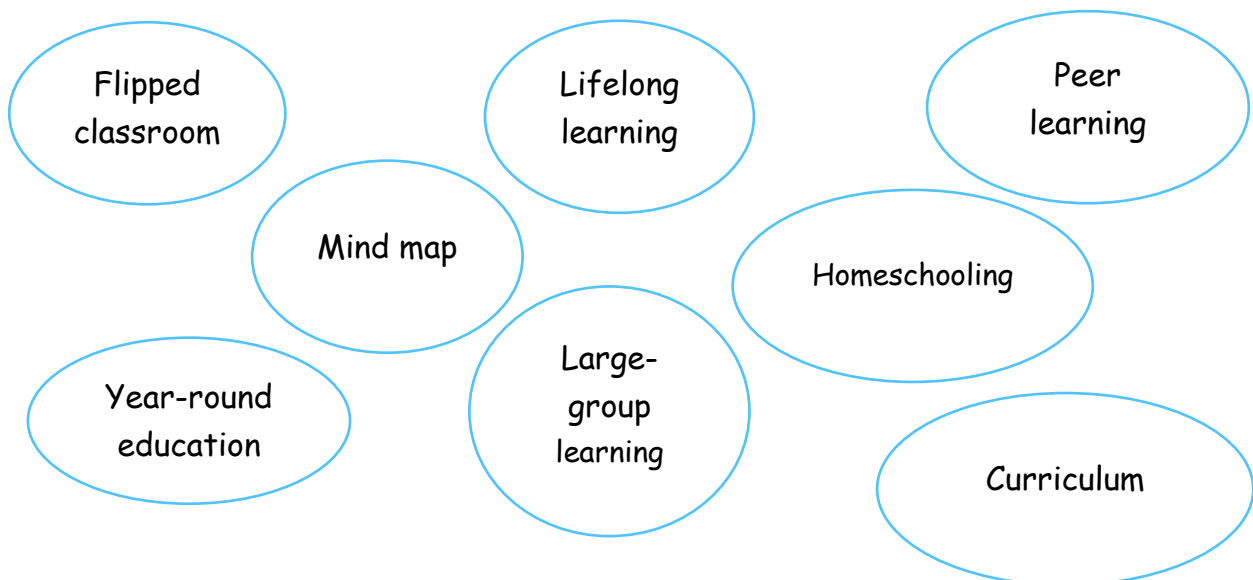 Flipped
classroom
Lifelong
learning
Peer
learning
Mind map
Homeschooling
Large-
group
learning
Year-round
education
Curriculum